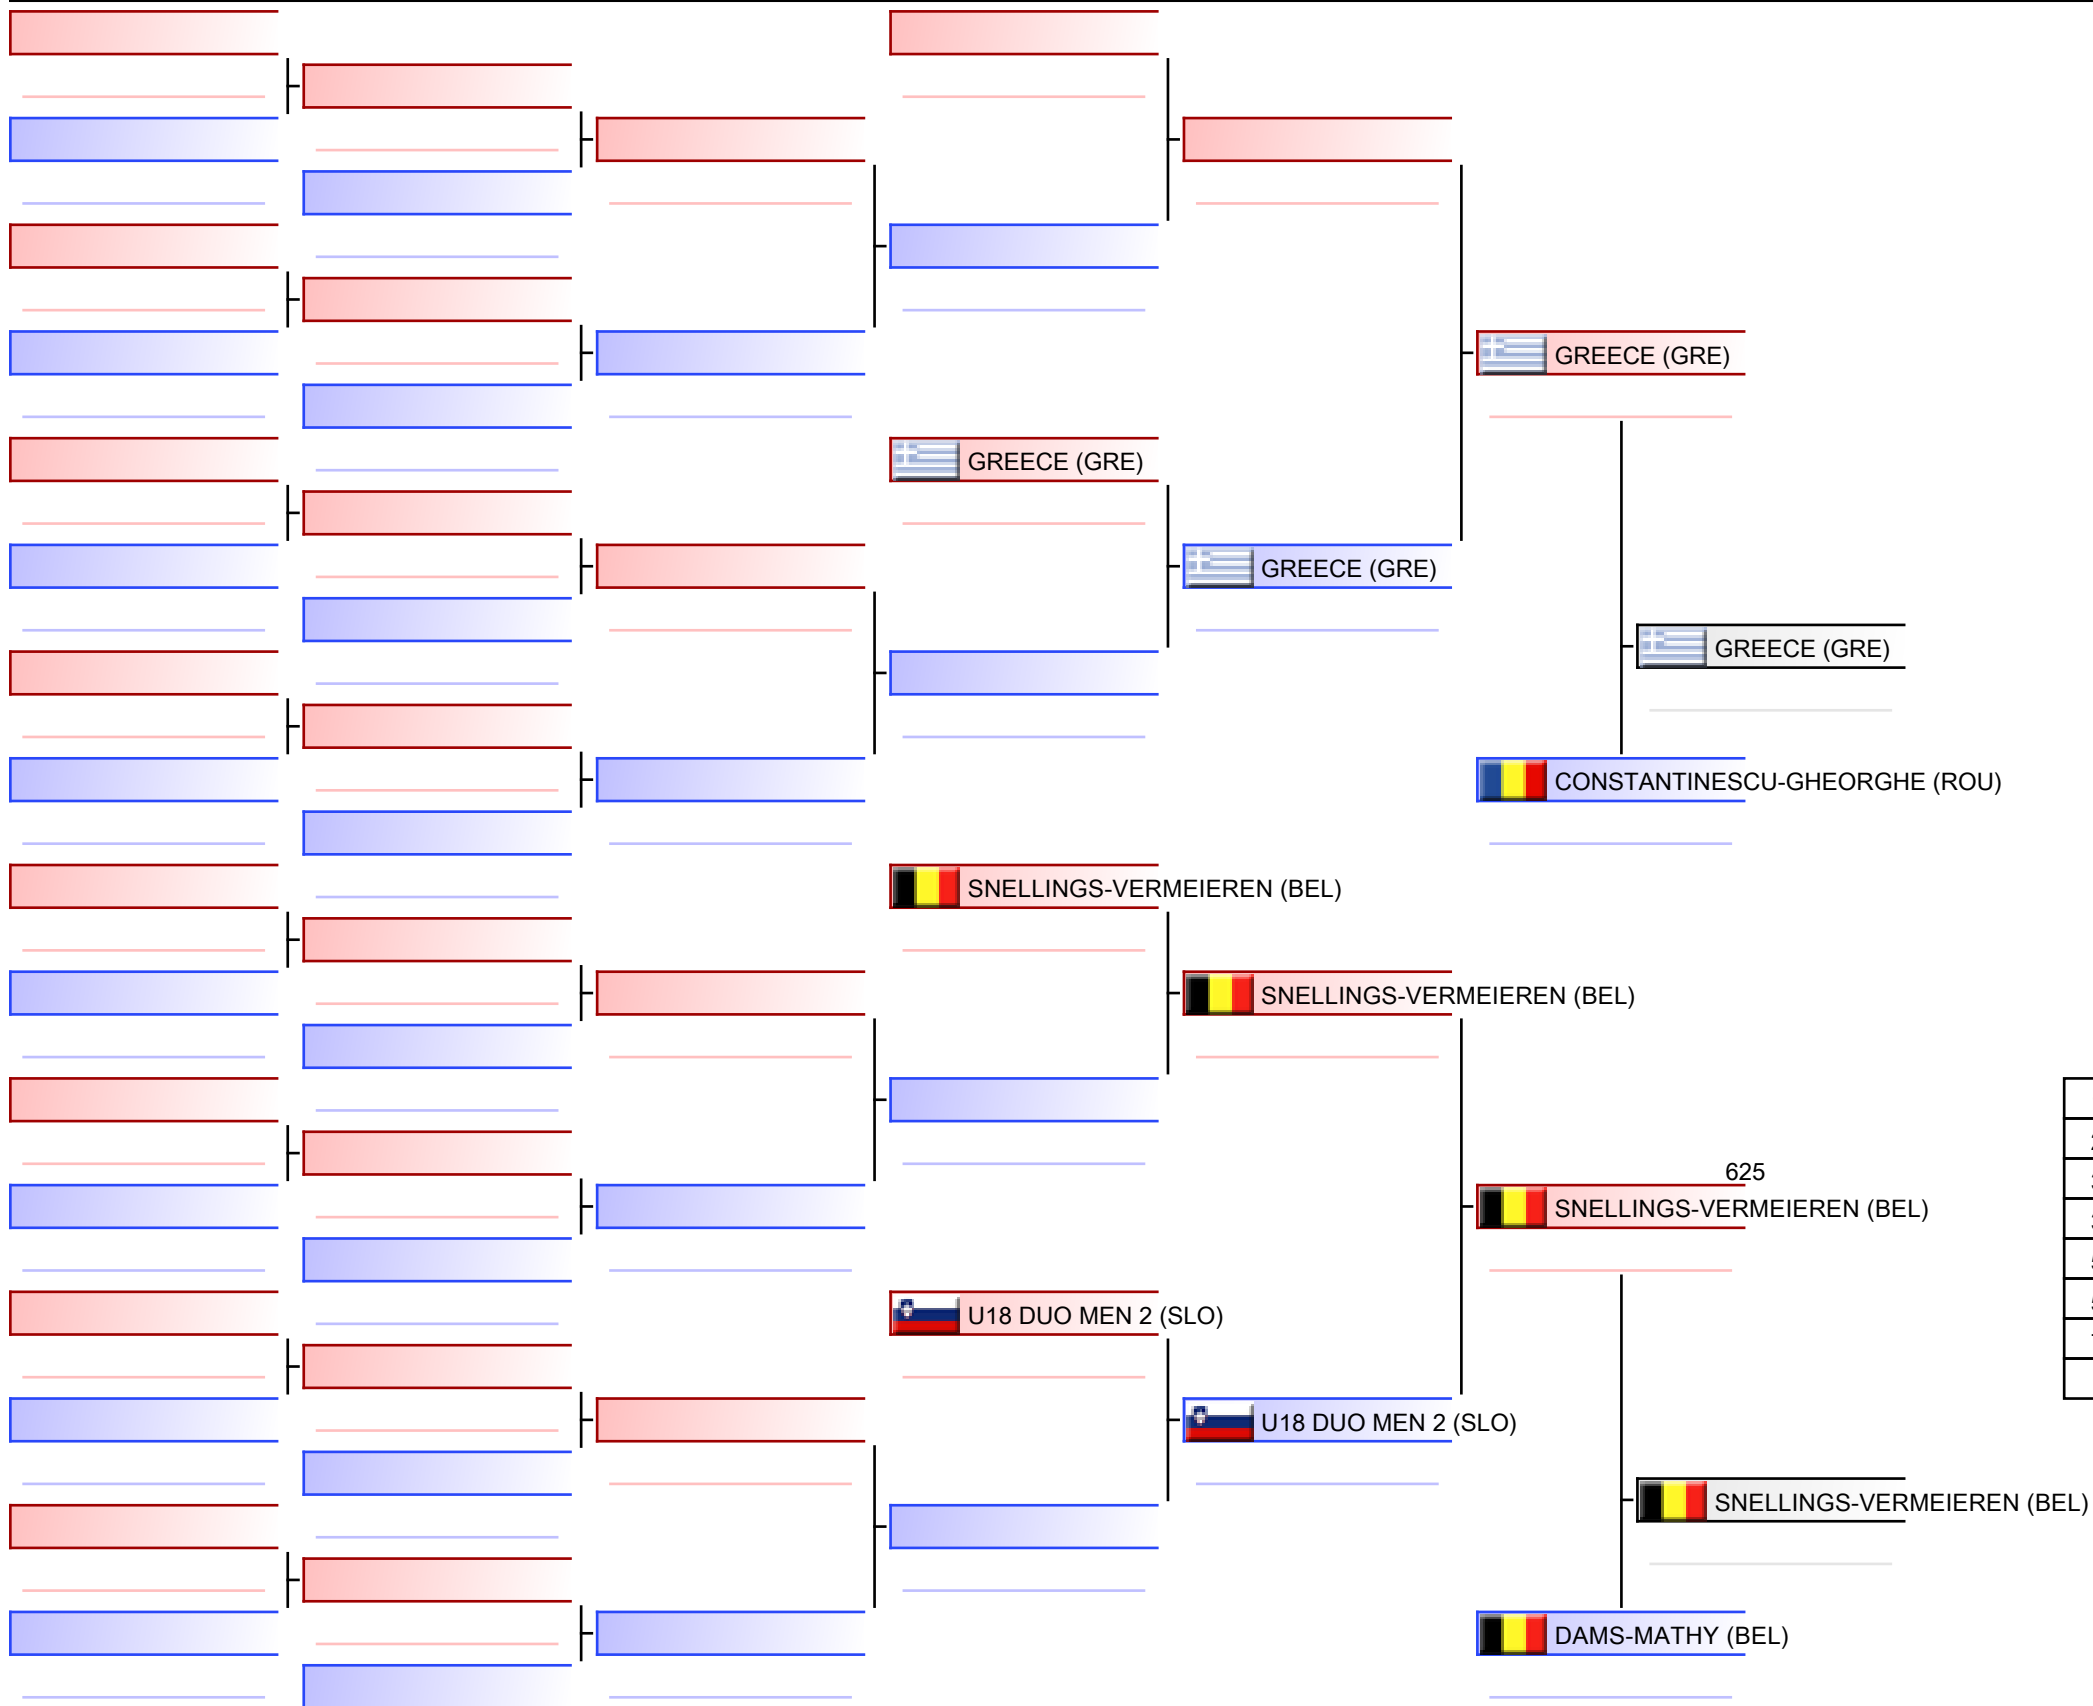 GREECE (GRE)
GREECE (GRE)
GREECE (GRE)
GREECE (GRE)
CONSTANTINESCU-GHEORGHE (ROU)
SNELLINGS-VERMEIEREN (BEL)
SNELLINGS-VERMEIEREN (BEL)
625
SNELLINGS-VERMEIEREN (BEL)
U18 DUO MEN 2 (SLO)
U18 DUO MEN 2 (SLO)
SNELLINGS-VERMEIEREN (BEL)
DAMS-MATHY (BEL)